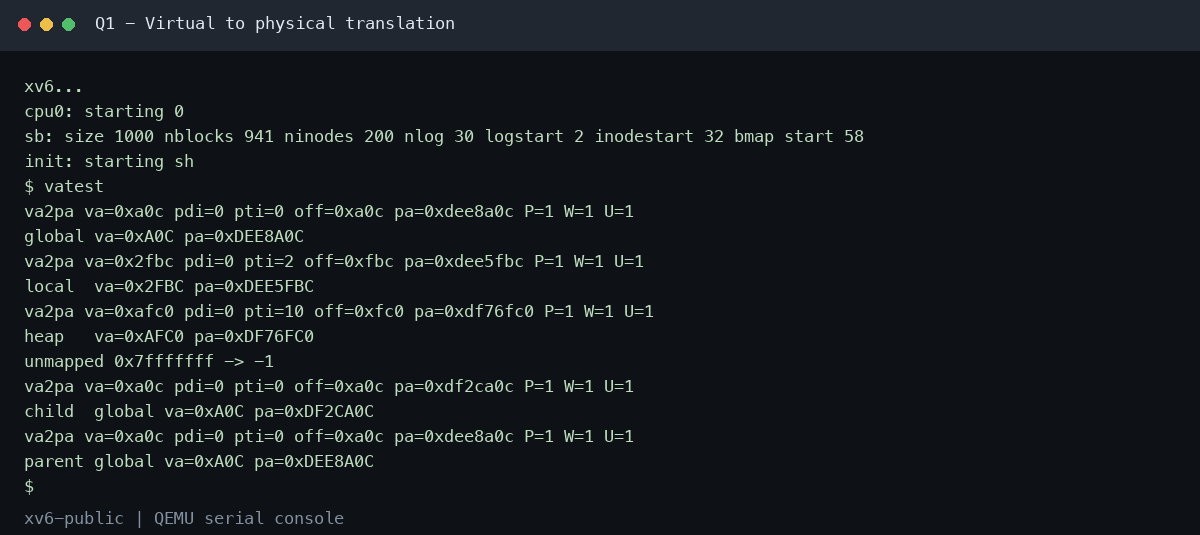 Q1 − Virtual to physical translation
xv6...
cpu0: starting 0
sb: size 1000 nblocks 941 ninodes 200 nlog 30 logstart 2 inodestart 32 bmap start 58
init: starting sh
$ vatest
va2pa va=0xa0c pdi=0 pti=0 off=0xa0c pa=0xdee8a0c P=1 W=1 U=1
global va=0xA0C pa=0xDEE8A0C
va2pa va=0x2fbc pdi=0 pti=2 off=0xfbc pa=0xdee5fbc P=1 W=1 U=1
local  va=0x2FBC pa=0xDEE5FBC
va2pa va=0xafc0 pdi=0 pti=10 off=0xfc0 pa=0xdf76fc0 P=1 W=1 U=1
heap   va=0xAFC0 pa=0xDF76FC0
unmapped 0x7fffffff −> −1
va2pa va=0xa0c pdi=0 pti=0 off=0xa0c pa=0xdf2ca0c P=1 W=1 U=1
child  global va=0xA0C pa=0xDF2CA0C
va2pa va=0xa0c pdi=0 pti=0 off=0xa0c pa=0xdee8a0c P=1 W=1 U=1
parent global va=0xA0C pa=0xDEE8A0C
$
xv6−public | QEMU serial console